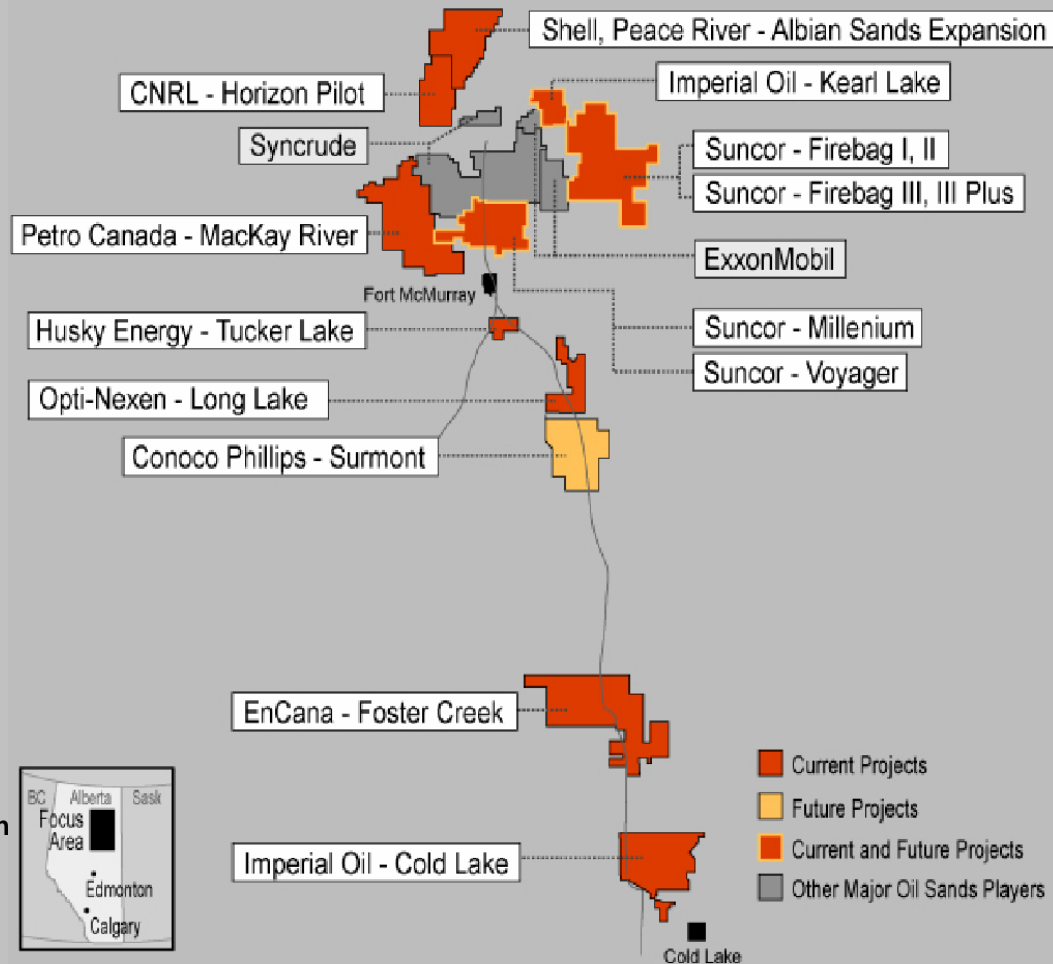 Shell, Peace River - Albian Sands Expansion
CNRL - Horizon Pilot
Imperial Oil - Kearl Lake
Syncrude
Suncor - Firebag I, II
Suncor - Firebag III, III Plus
Petro Canada - MacKay River
ExxonMobil
Fort McMurray
Husky Energy - Tucker Lake
Suncor - Millenium
Suncor - Voyager
Opti-Nexen - Long Lake
Conoco Phillips - Surmont
EnCana - Foster Creek
Current Projects
Future Projects
Current and Future Projects
Other Major Oil Sands Players
BC Alberta Sask
Focus
Area
Edmonton
Calgary
n
Imperial Oil - Cold Lake
Cold Lake